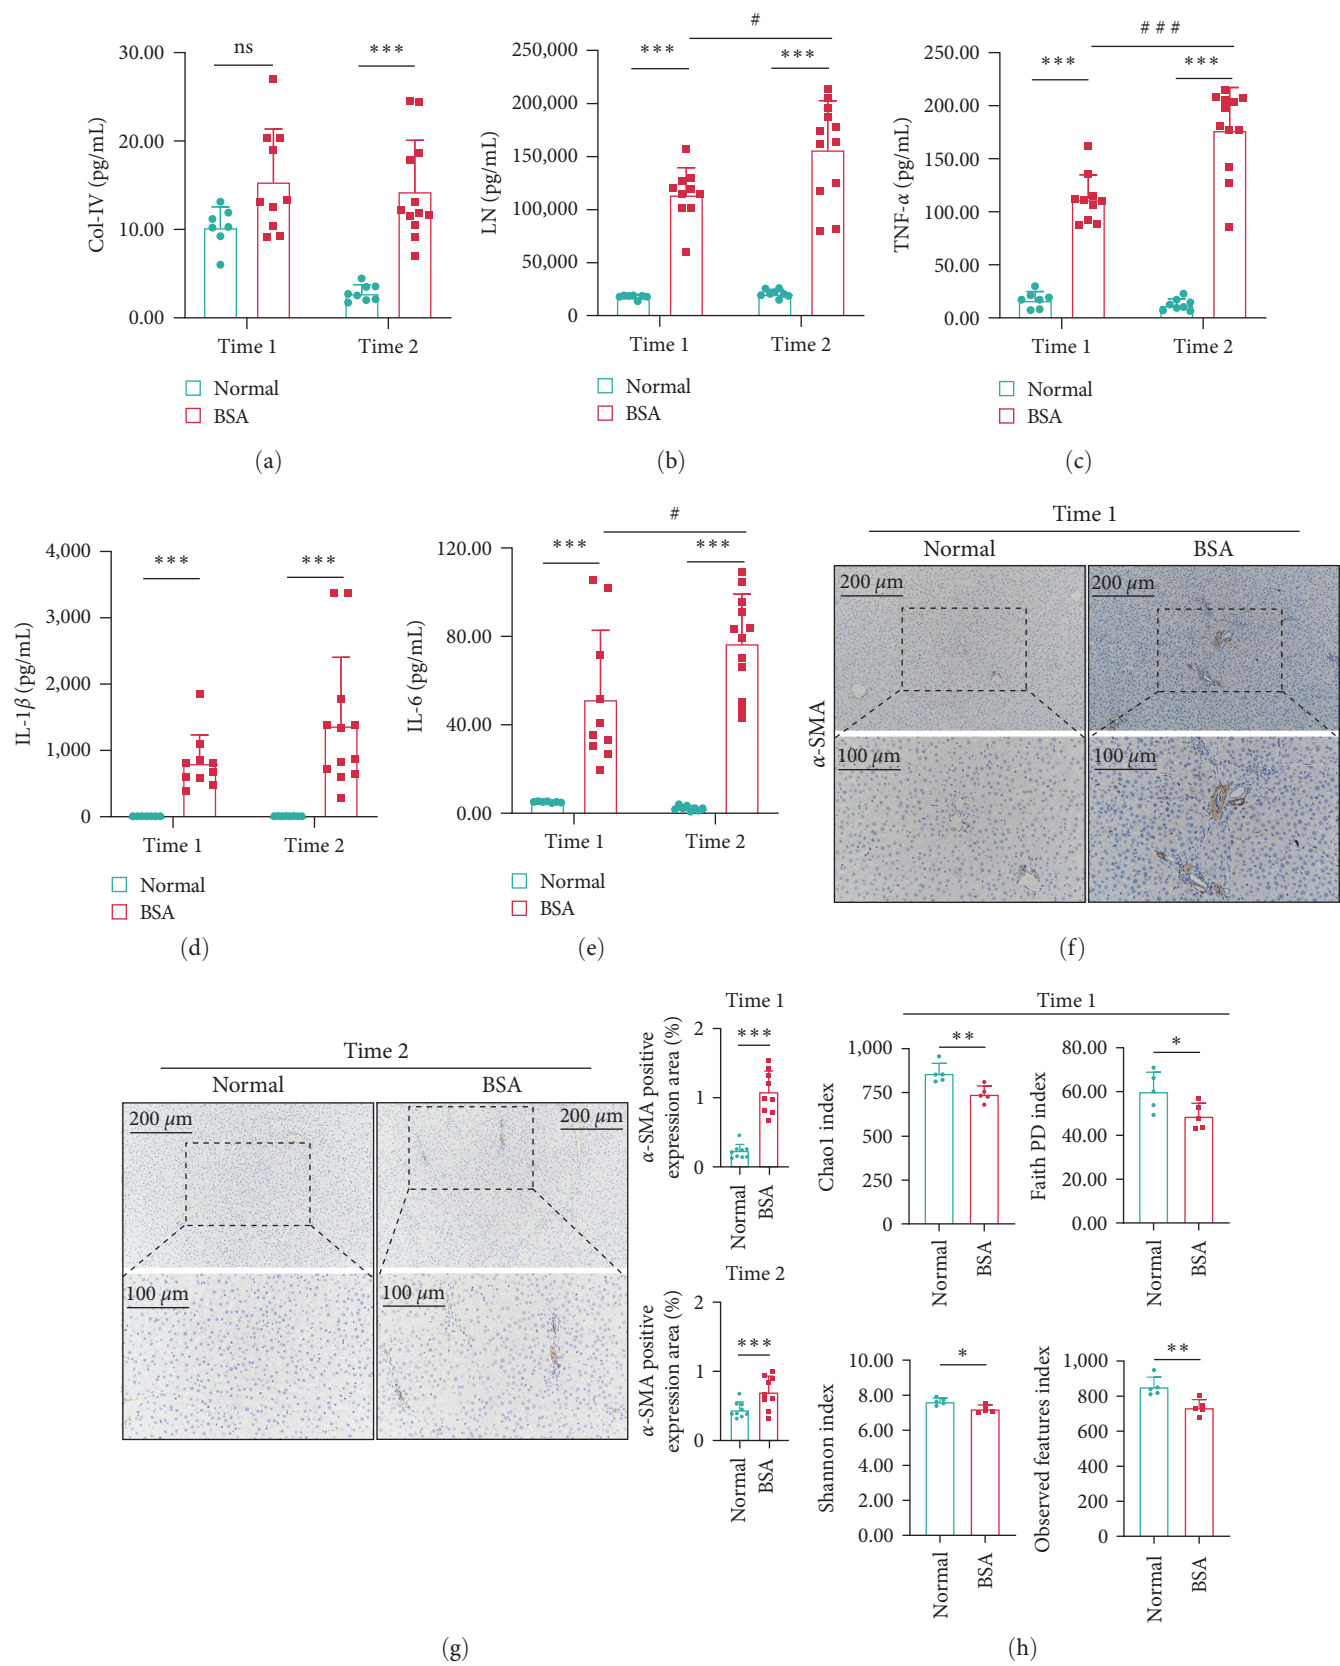 ns
***
30.00
20.00
10.00
0.00
Col-IV (pg/mL)
Time 1
Time 2
Normal
BSA
(a)
#
***
***
250,000
200,000
150,000
100,000
50,000
0
LN (pg/mL)
Time 1
Time 2
Normal
BSA
(b)
###
***
***
250.00
200.00
150.00
100.00
50.00
0.00
TNF-α (pg/mL)
Time 1
Time 2
Normal
BSA
(c)
***
***
4,000
3,000
2,000
1,000
0
IL-1β (pg/mL)
Time 1
Time 2
Normal
BSA
(d)
#
***
***
120.00
80.00
40.00
0.00
IL-6 (pg/mL)
Time 1
Time 2
Normal
BSA
(e)
Time 1
Normal
BSA
200 μm
200 μm
α-SMA
100 μm
100 μm
(f)
Time 2
Normal
BSA
200 μm
200 μm
100 μm
100 μm
Time 1
***
2
1
0
α-SMA positive
expression area (%)
Normal
BSA
Time 2
***
2
1
0
α-SMA positive
expression area (%)
Normal
BSA
(g)
Time 1
**
1,000
750
500
250
0
Chao1 index
Normal
BSA
*
80.00
60.00
40.00
20.00
0.00
Faith PD index
Normal
BSA
*
10.00
8.00
6.00
4.00
2.00
0.00
Shannon index
Normal
BSA
**
1,000
800
600
400
200
0
Observed features index
Normal
BSA
(h)